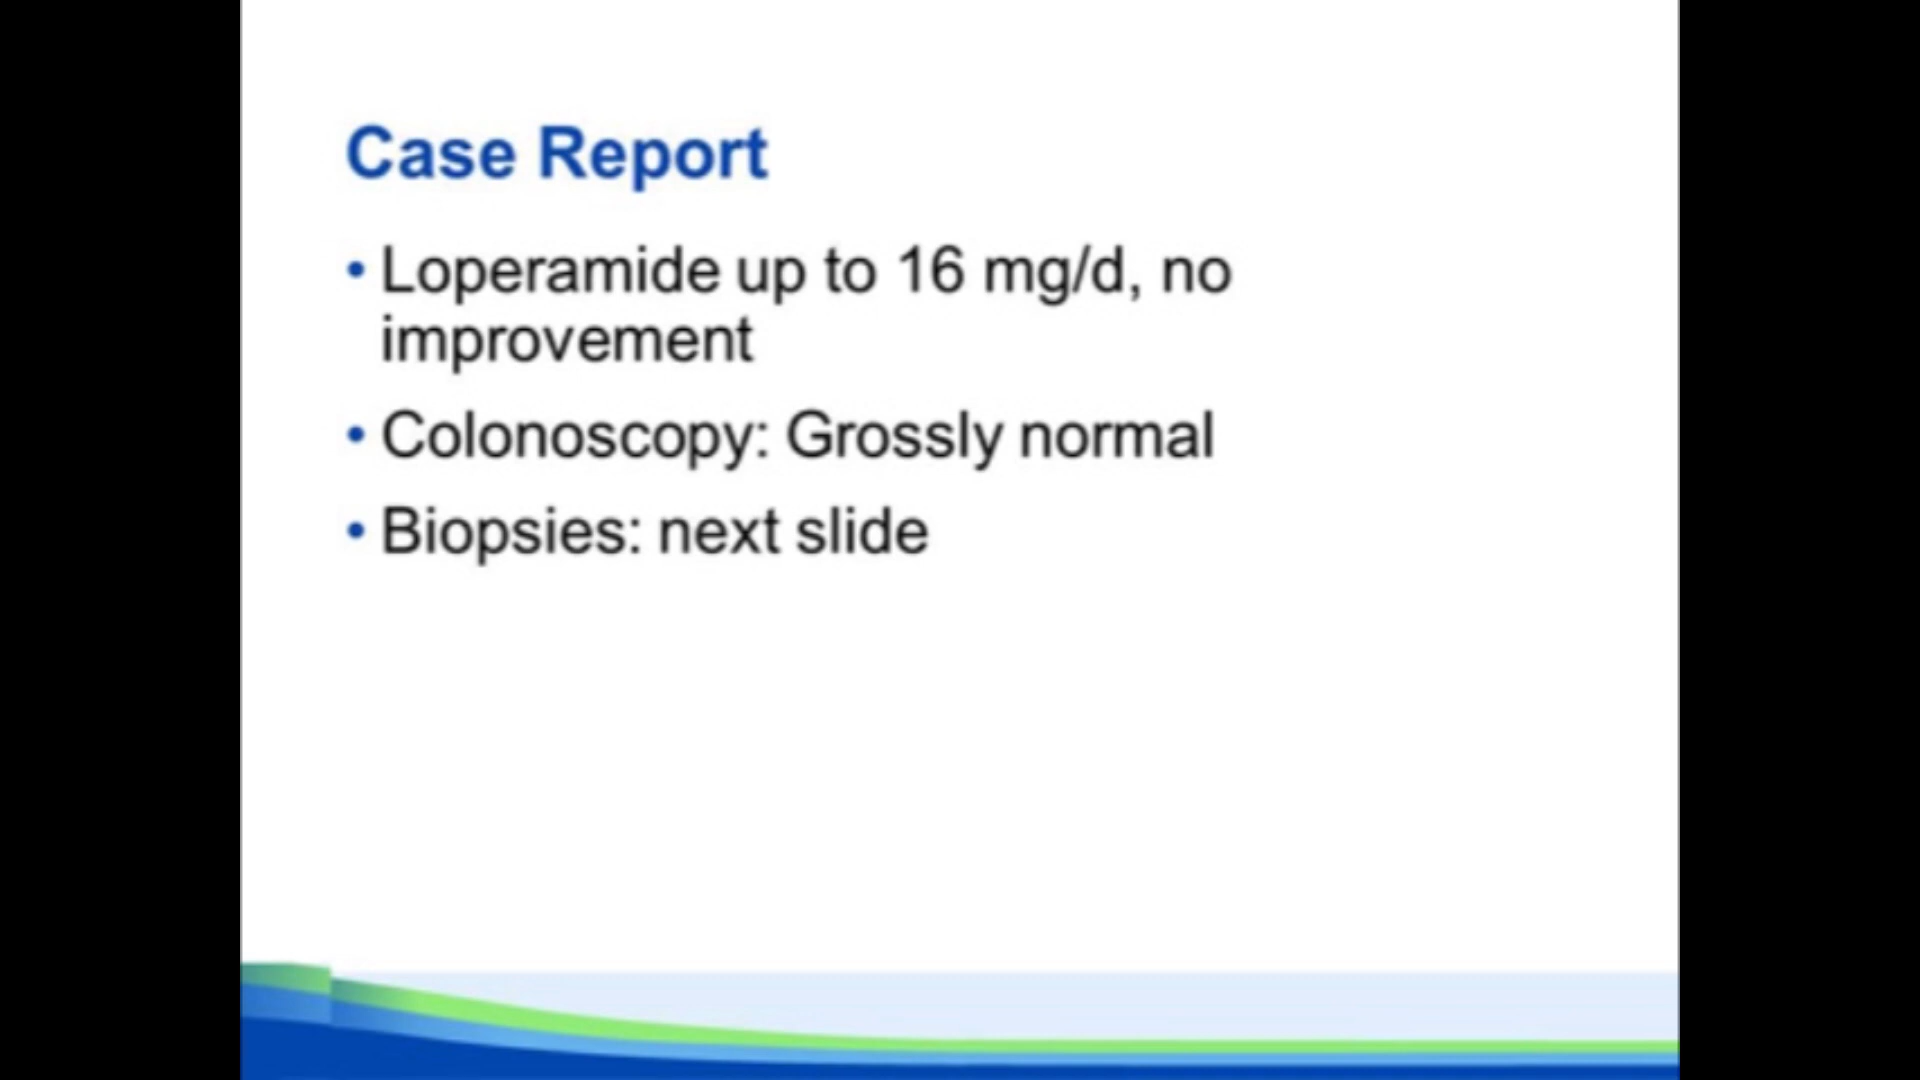 Case Report
• Loperamide up to 16 mg/d, no
improvement
• Colonoscopy: Grossly normal
• Biopsies: next slide